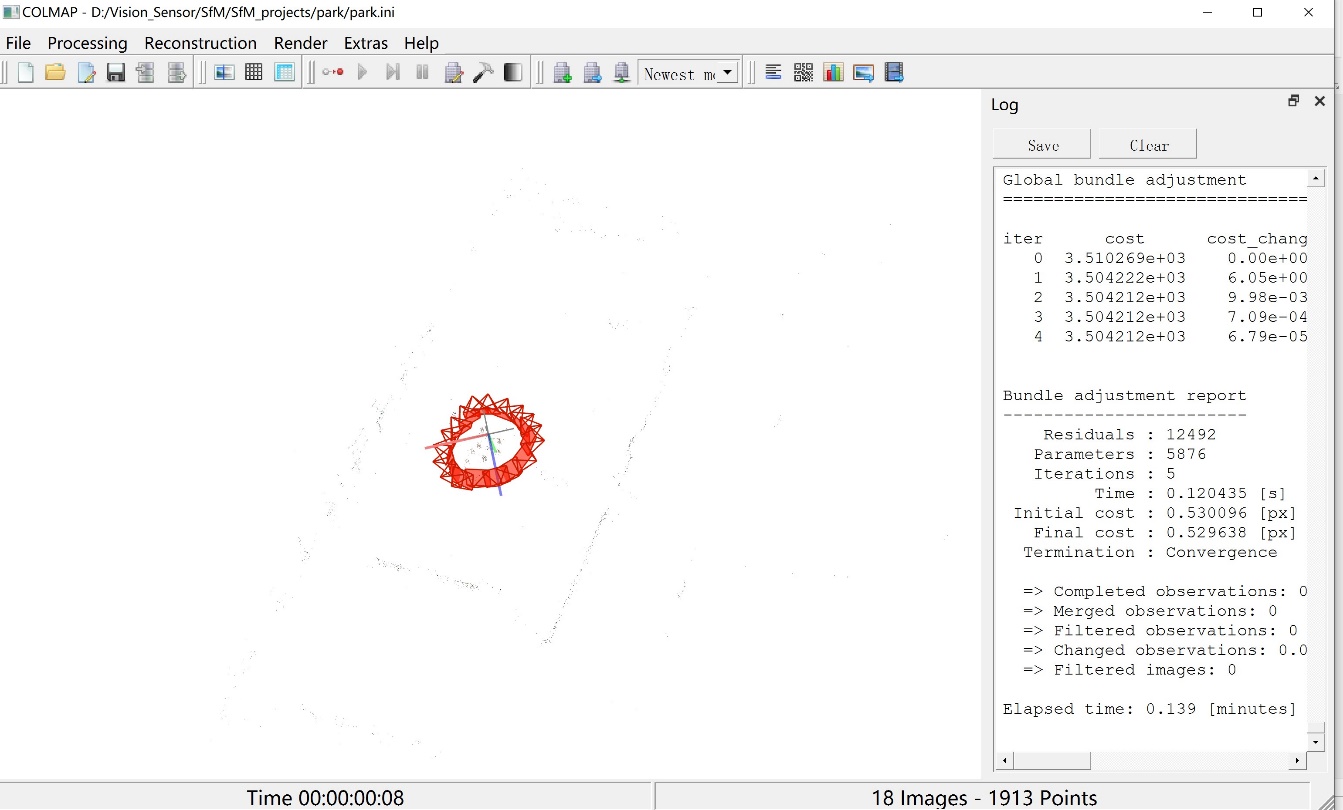 COLMAP - D:/Vision_Sensor/SfM/SfM_projects/park/park.ini
File Processing Reconstruction Render Extras Help
Newest m
Log
Save Clear
Global bundle adjustment
==============================
iter cost cost_chang
0 3.510269e+03 0.00e+00
1 3.504222e+03 6.05e+00
2 3.504212e+03 9.98e-03
3 3.504212e+03 7.09e-04
4 3.504212e+03 6.79e-05
Bundle adjustment report
------------------------
Residuals : 12492
Parameters : 5876
Iterations : 5
Time : 0.120435 [s]
Initial cost : 0.530096 [px]
Final cost : 0.529638 [px]
Termination : Convergence
=> Completed observations: 0
=> Merged observations: 0
=> Filtered observations: 0
=> Changed observations: 0.0
=> Filtered images: 0
Elapsed time: 0.139 [minutes]
Time 00:00:00:08
18 Images - 1913 Points